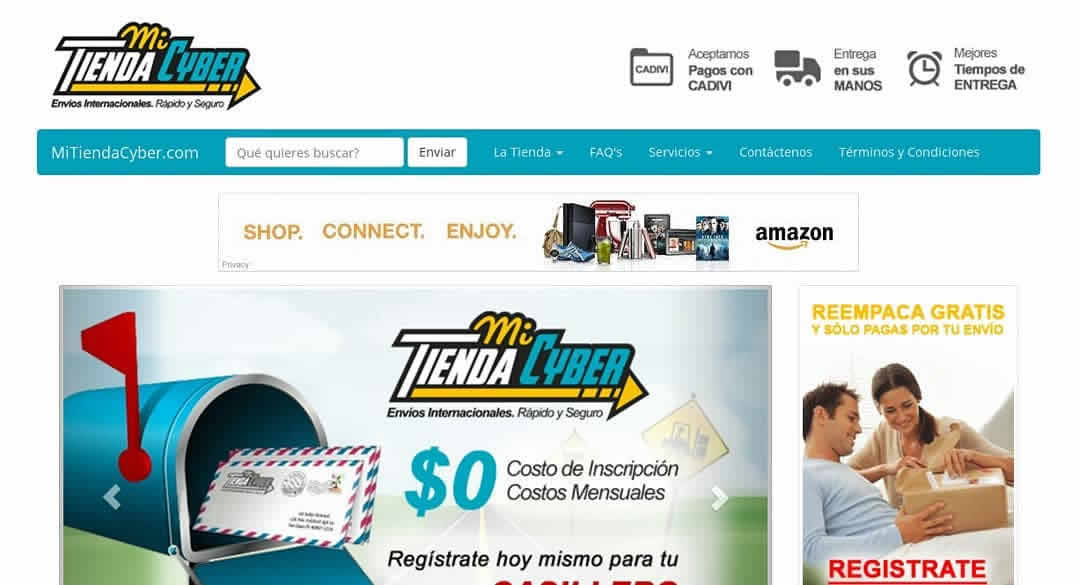 Mi
TIENDA CYBER
Envíos Internacionales. Rápido y Seguro
CADIVI
Aceptamos
Pagos con
CADIVI
Entrega
en sus
MANOS
Mejores
Tiempos de
ENTREGA
MiTiendaCyber.com
Qué quieres buscar?
Enviar
La Tienda
FAQ's
Servicios
Contáctenos
Términos y Condiciones
SHOP. CONNECT. ENJOY.
amazon
Privacy
Mi
TIENDA CYBER
Envíos Internacionales. Rápido y Seguro
$0 Costo de Inscripción
Costos Mensuales
Regístrate hoy mismo para tu
CASILLERO
REEMPACA GRATIS
Y SÓLO PAGAS POR TU ENVÍO
REGISTRATE